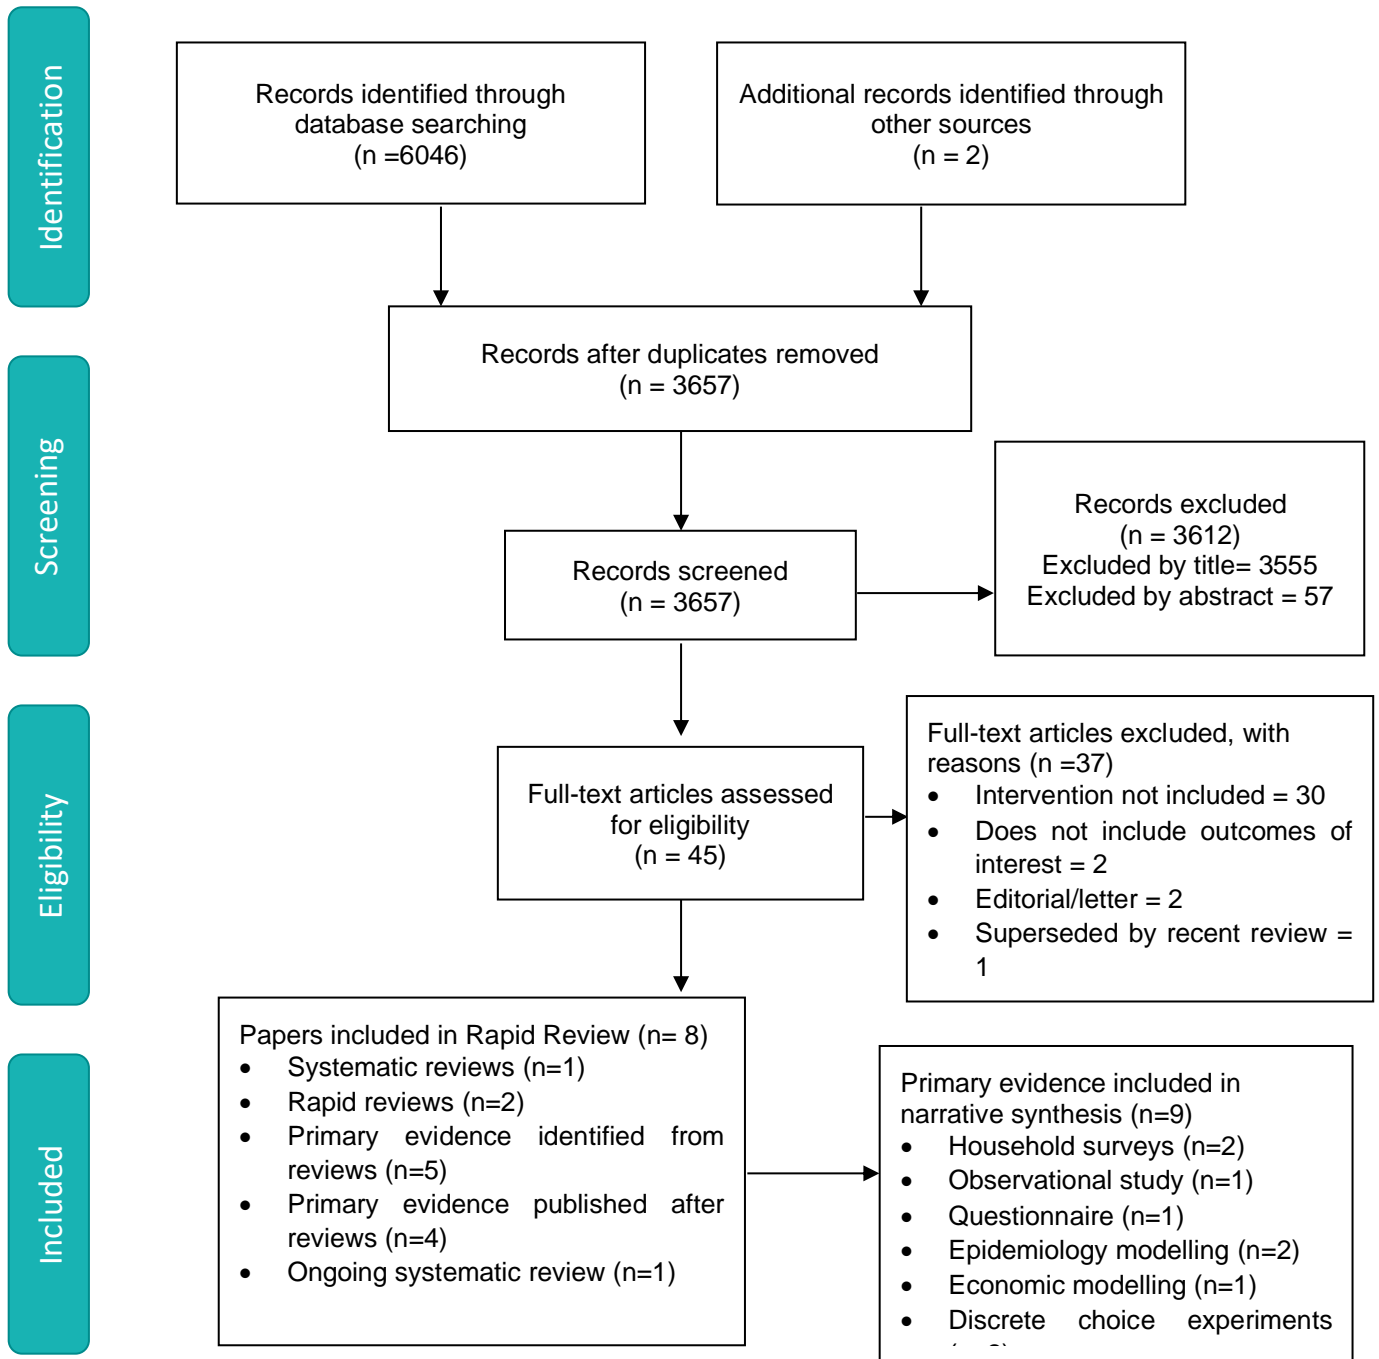 Identification
Records identified through
database searching
(n =6046)
Additional records identified through
other sources
(n = 2)
Records after duplicates removed
(n = 3657)
Screening
Records screened
(n = 3657)
Records excluded
(n = 3612)
Excluded by title= 3555
Excluded by abstract = 57
Eligibility
Full-text articles assessed
for eligibility
(n = 45)
Full-text articles excluded, with
reasons (n =37)
• Intervention not included = 30
• Does not include outcomes of
interest = 2
• Editorial/letter = 2
• Superseded by recent review =
1
Included
Papers included in Rapid Review (n= 8)
• Systematic reviews (n=1)
• Rapid reviews (n=2)
• Primary evidence identified from
reviews (n=5)
• Primary evidence published after
reviews (n=4)
• Ongoing systematic review (n=1)
Primary evidence included in
narrative synthesis (n=9)
• Household surveys (n=2)
• Observational study (n=1)
• Questionnaire (n=1)
• Epidemiology modelling (n=2)
• Economic modelling (n=1)
• Discrete choice experiments